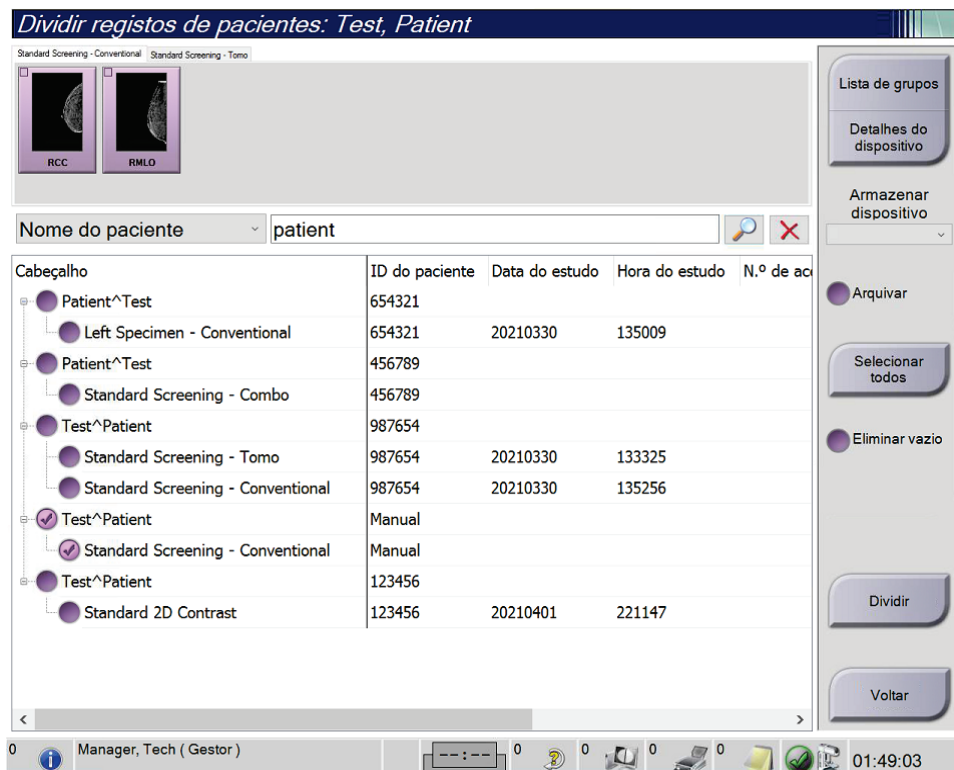 Dividir registos de pacientes: Test, Patient
Standard Screening - Conventional Standard Screening - Tomo
RCC RMLO
Nome do paciente patient
Cabeçalho ID do paciente Data do estudo Hora do estudo N.º de
Patient^Test 654321
Left Specimen - Conventional 654321 20210330 135009
Patient^Test 456789
Standard Screening - Combo 456789
Test^Patient 987654
Standard Screening - Tomo 987654 20210330 133325
Standard Screening - Conventional 987654 20210330 135256
Test^Patient Manual
Standard Screening - Conventional Manual
Test^Patient 123456
Standard 2D Contrast 123456 20210401 221147
Lista de grupos
Detalhes do
dispositivo
Armazenar
dispositivo
Arquivar
Selecionar
todos
Eliminar vazio
Dividir
Voltar
0 Manager, Tech ( Gestor ) --:-- 0 0 0 0 01:49:03